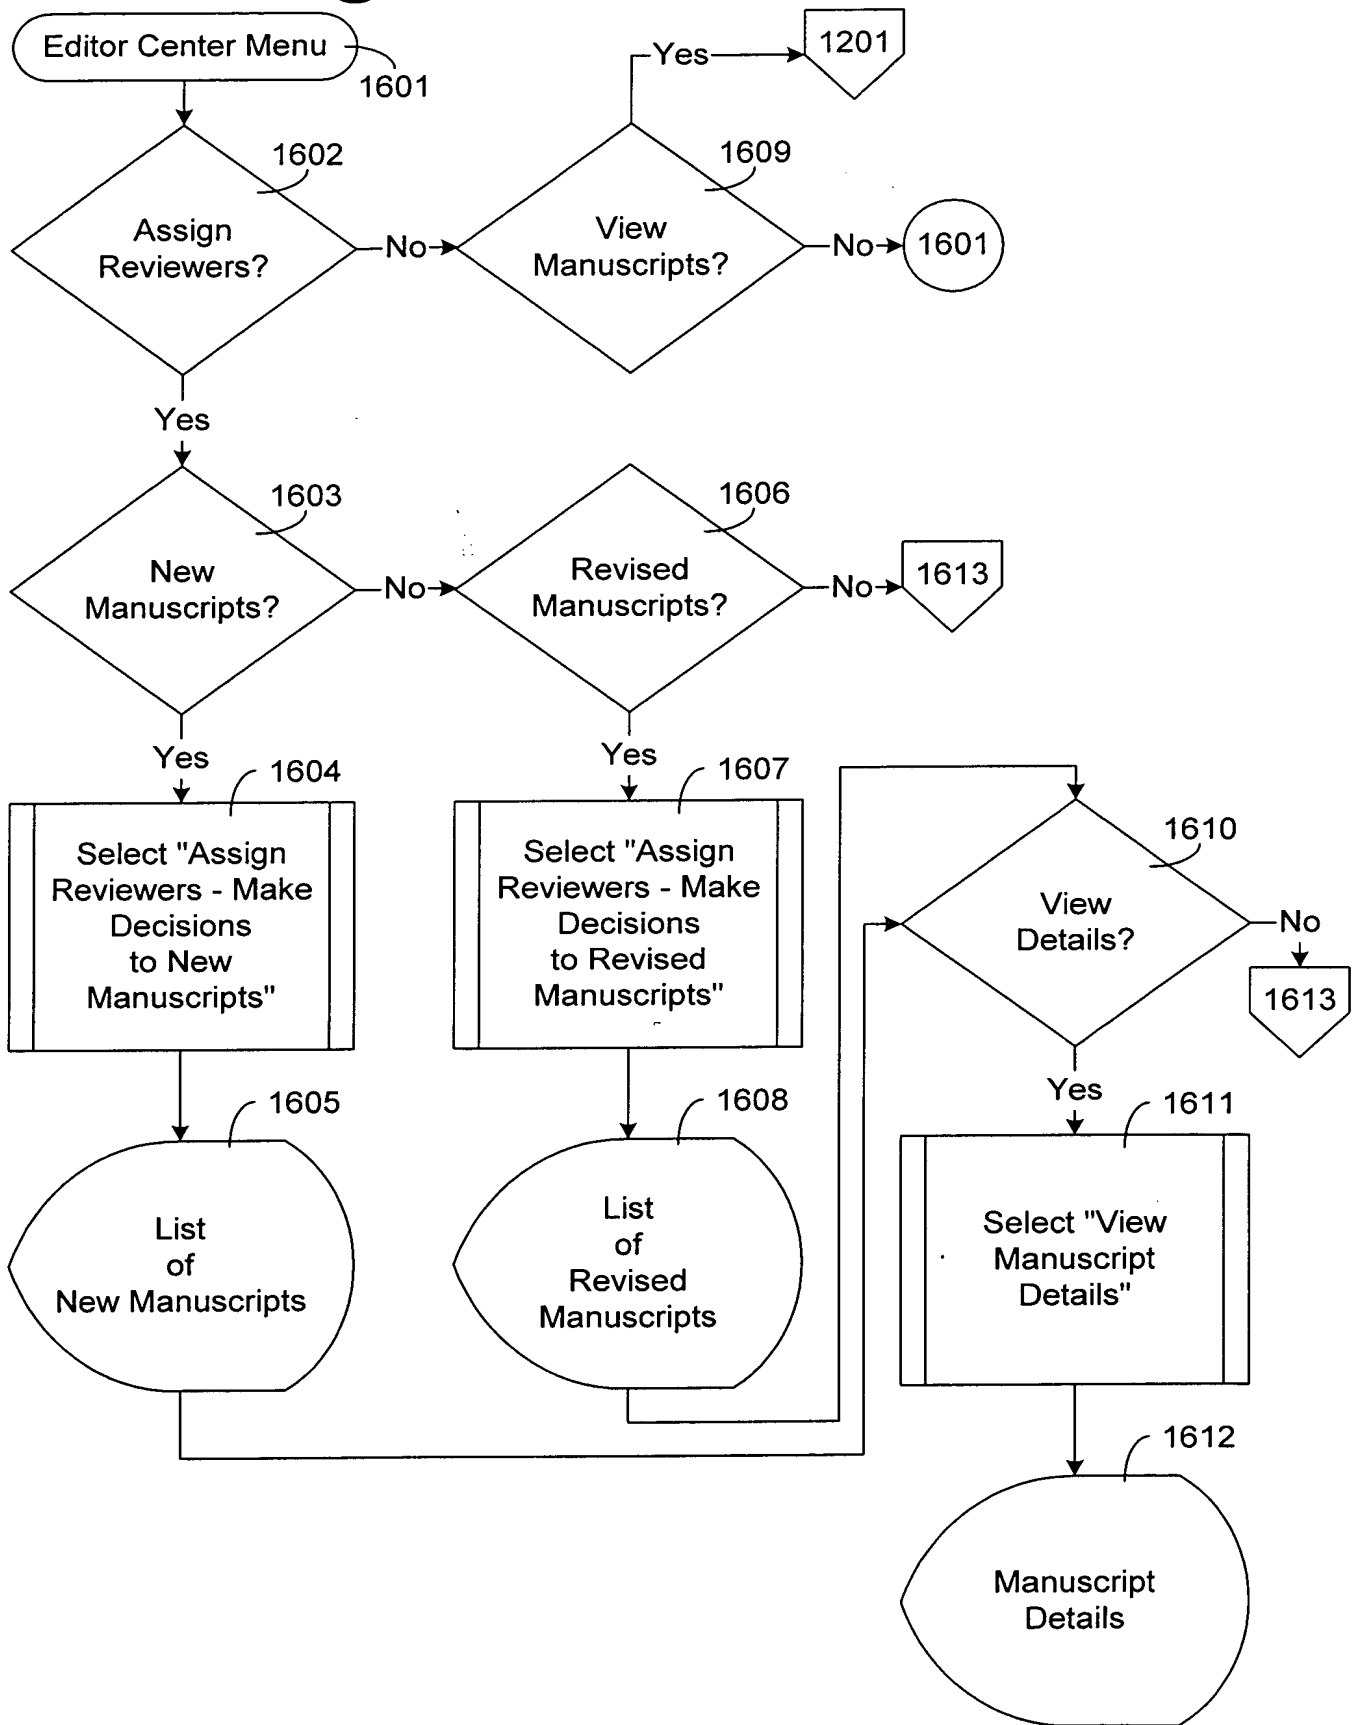 Editor Center Menu
1601
Yes
1201
1602
Assign
Reviewers?
No
1609
View
Manuscripts?
No
1601
Yes
1603
New
Manuscripts?
No
1606
Revised
Manuscripts?
No
1613
Yes
1604
Select "Assign
Reviewers - Make
Decisions
to New
Manuscripts"
Yes
1607
Select "Assign
Reviewers - Make
Decisions
to Revised
Manuscripts"
1610
View
Details?
No
1613
Yes
1605
List
of
New Manuscripts
1608
List
of
Revised
Manuscripts
1611
Select "View
Manuscript
Details"
1612
Manuscript
Details